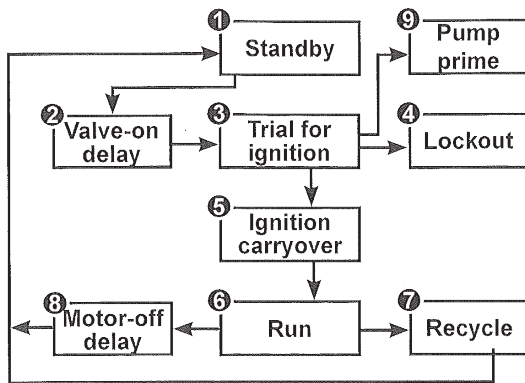 1
Standby
9
Pump
prime
2
Valve-on
delay
3
Trial for
ignition
4
Lockout
5
Ignition
carryover
8
Motor-off
delay
6
Run
7
Recycle